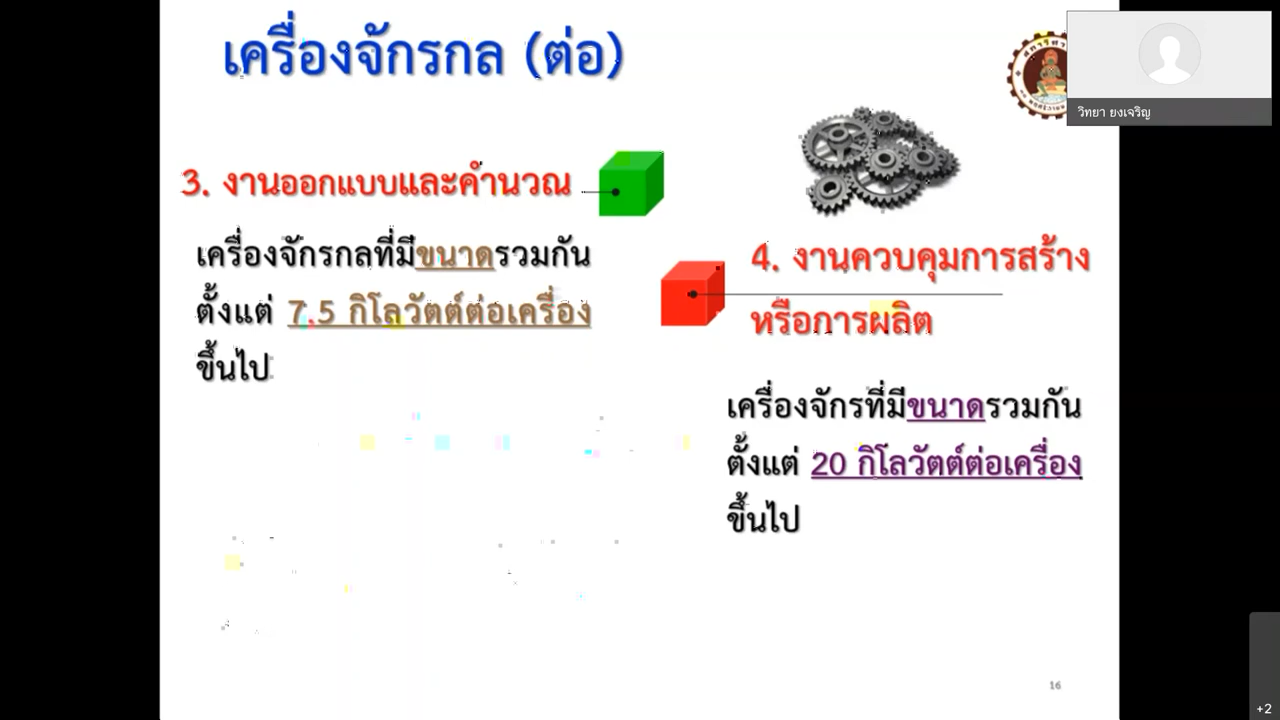 เครื่องจักรกล (ต่อ)
วิทยา ยงเจริญ
3. งานออกแบบและคำนวณ
เครื่องจักรกลที่มีขนาดรวมกัน
ตั้งแต่ 7.5 กิโลวัตต์ต่อเครื่อง
ขึ้นไป
4. งานควบคุมการสร้าง
หรือการผลิต
เครื่องจักรที่มีขนาดรวมกัน
ตั้งแต่ 20 กิโลวัตต์ต่อเครื่อง
ขึ้นไป
16
+2